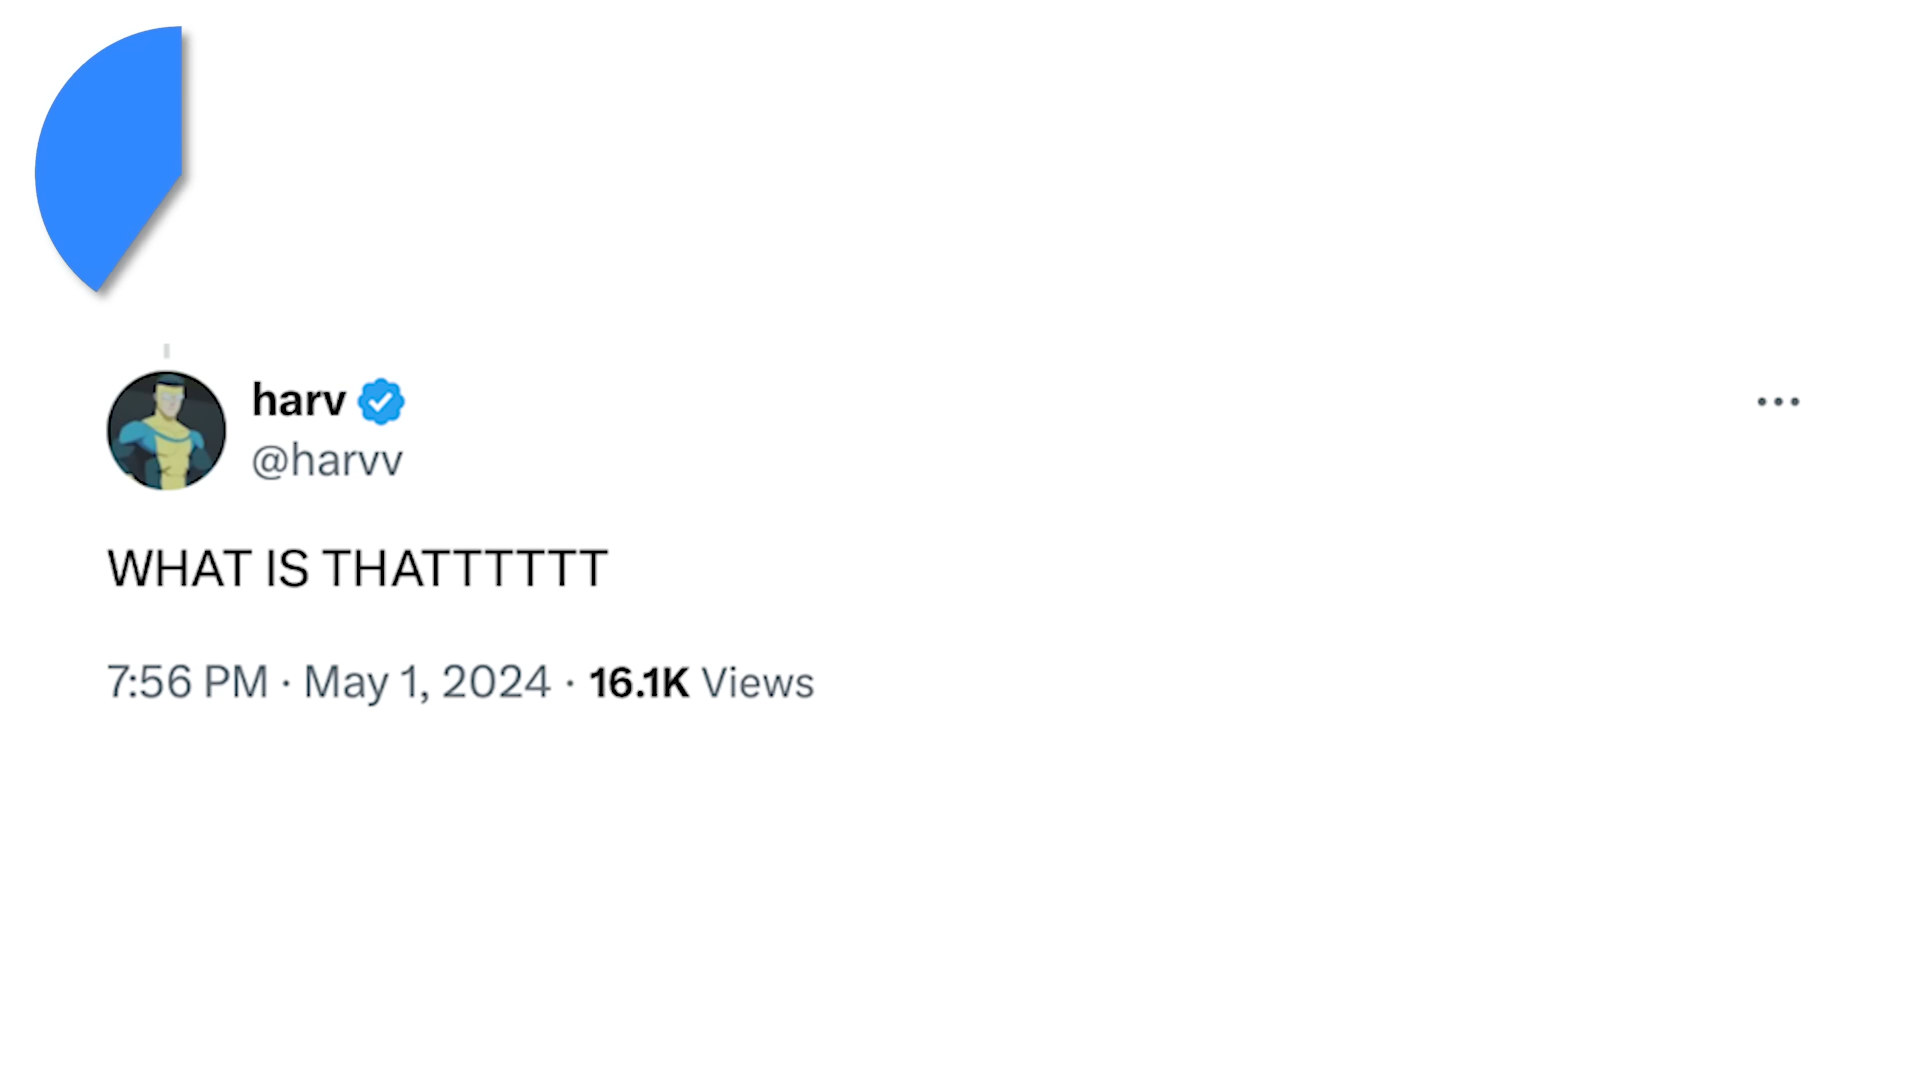 harv
@harvv
WHAT IS THATTTTTT
7:56 PM · May 1, 2024 · 16.1K Views